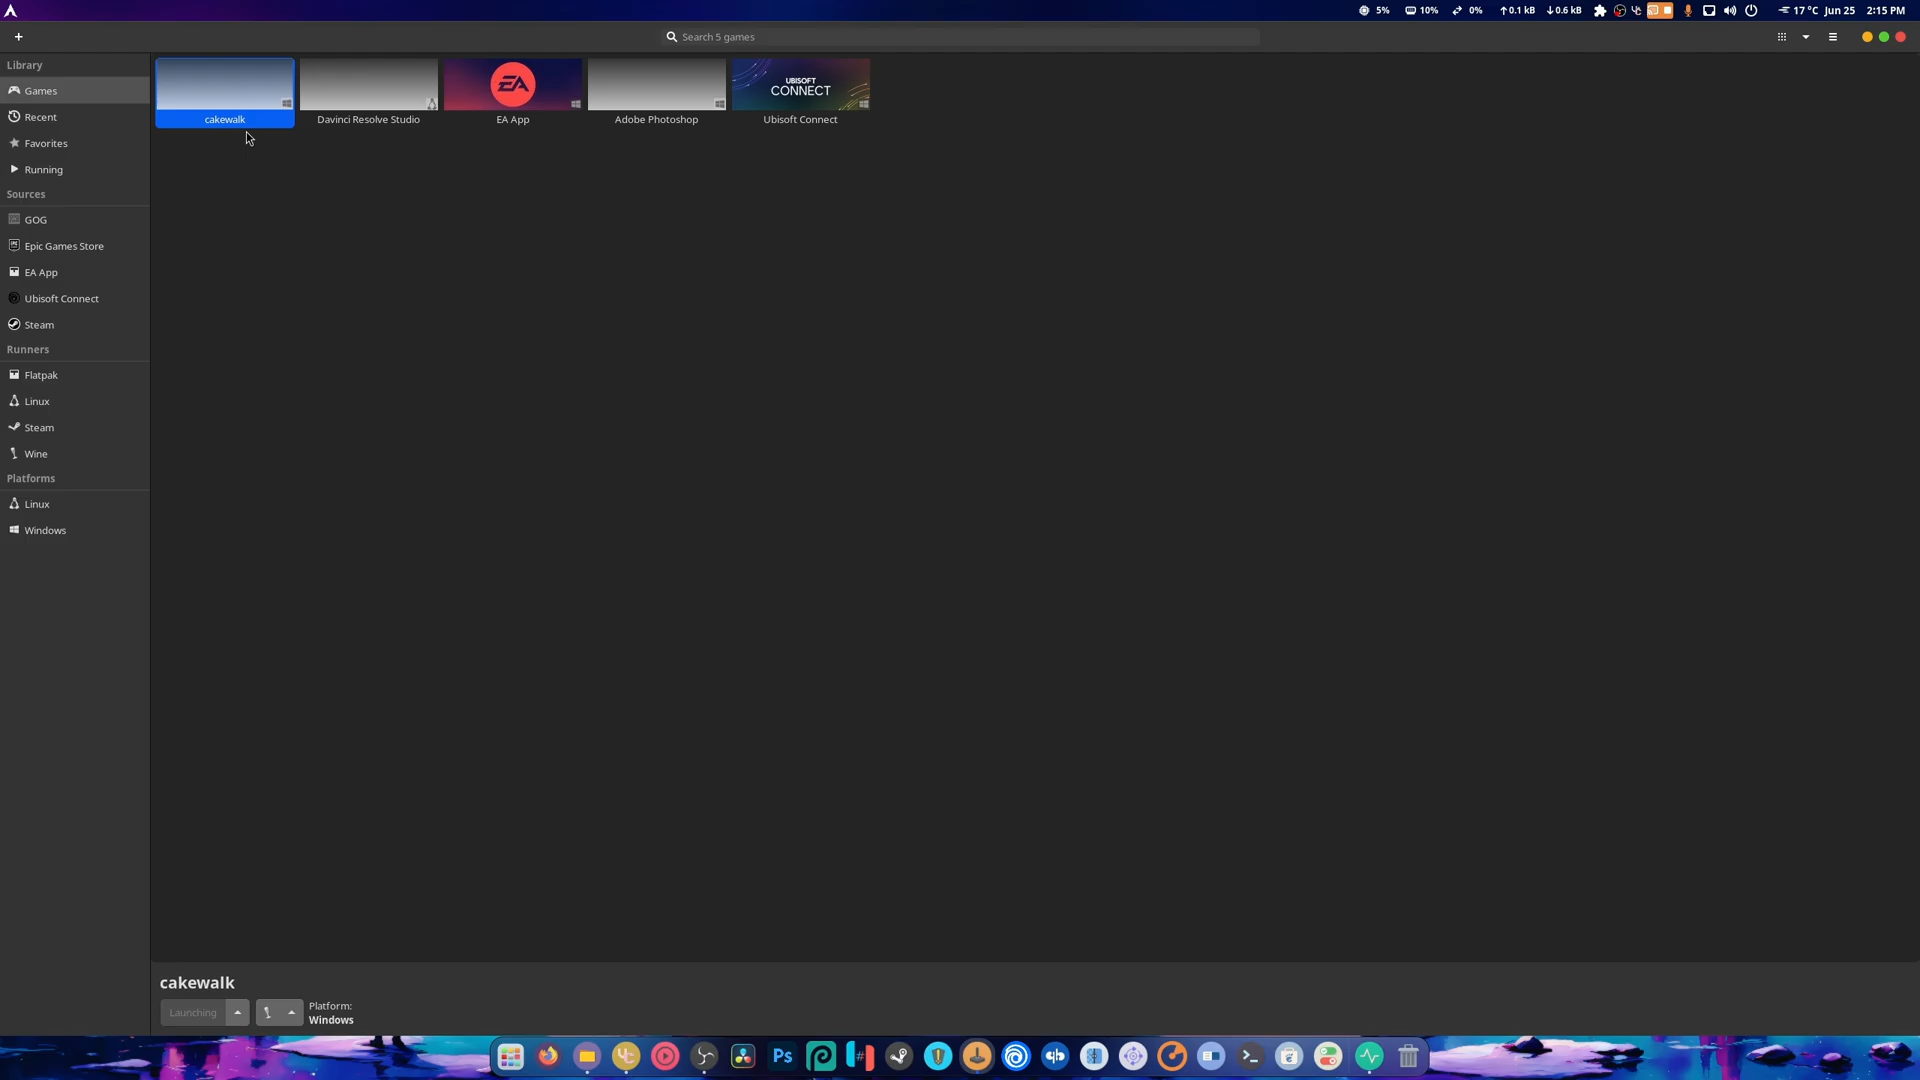 5%
10%
0%
↑0.1 kB
↓0.6 kB
17 °C
Jun 25
2:15 PM
Search 5 games
Library
Games
Recent
Favorites
Running
Sources
GOG
Epic Games Store
EA App
Ubisoft Connect
Steam
Runners
Flatpak
Linux
Steam
Wine
Platforms
Linux
Windows
cakewalk
Davinci Resolve Studio
EA
EA App
Adobe Photoshop
UBISOFT
CONNECT
Ubisoft Connect
cakewalk
Launching
Platform:
Windows
Ps
qb